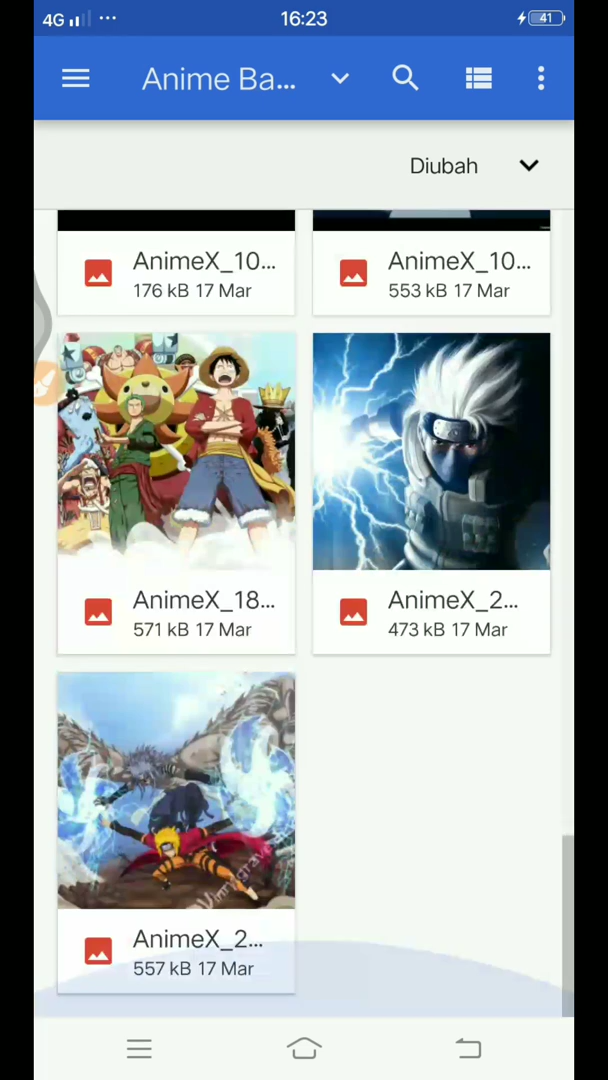 4G ... 16:23 41
Anime Ba...
Diubah
AnimeX_10...
176 kB 17 Mar
AnimeX_10...
553 kB 17 Mar
AnimeX_18...
571 kB 17 Mar
AnimeX_2...
473 kB 17 Mar
AnimeX_2...
557 kB 17 Mar